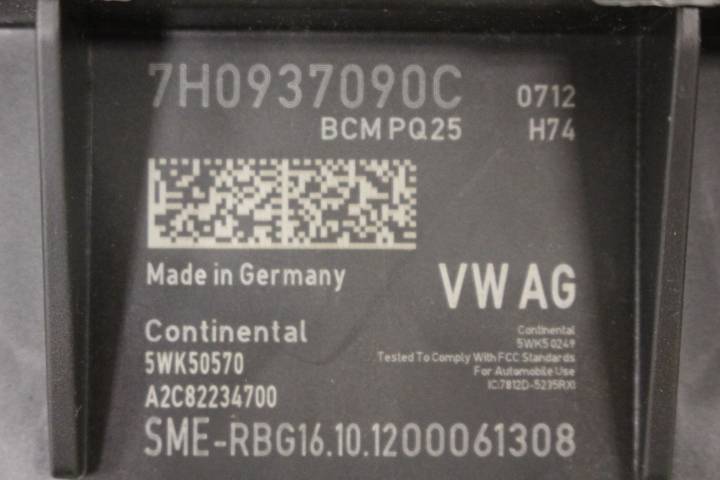 7H0937090C 0712
BCM PQ25 H74
Made in Germany
VW AG
Continental
5WK50570
A2C82234700
Continental
5WK50249
Tested To Comply With FCC Standards
For Automobile Use
IC:7812D-5235RXI
SME-RBG16.10.1200061308